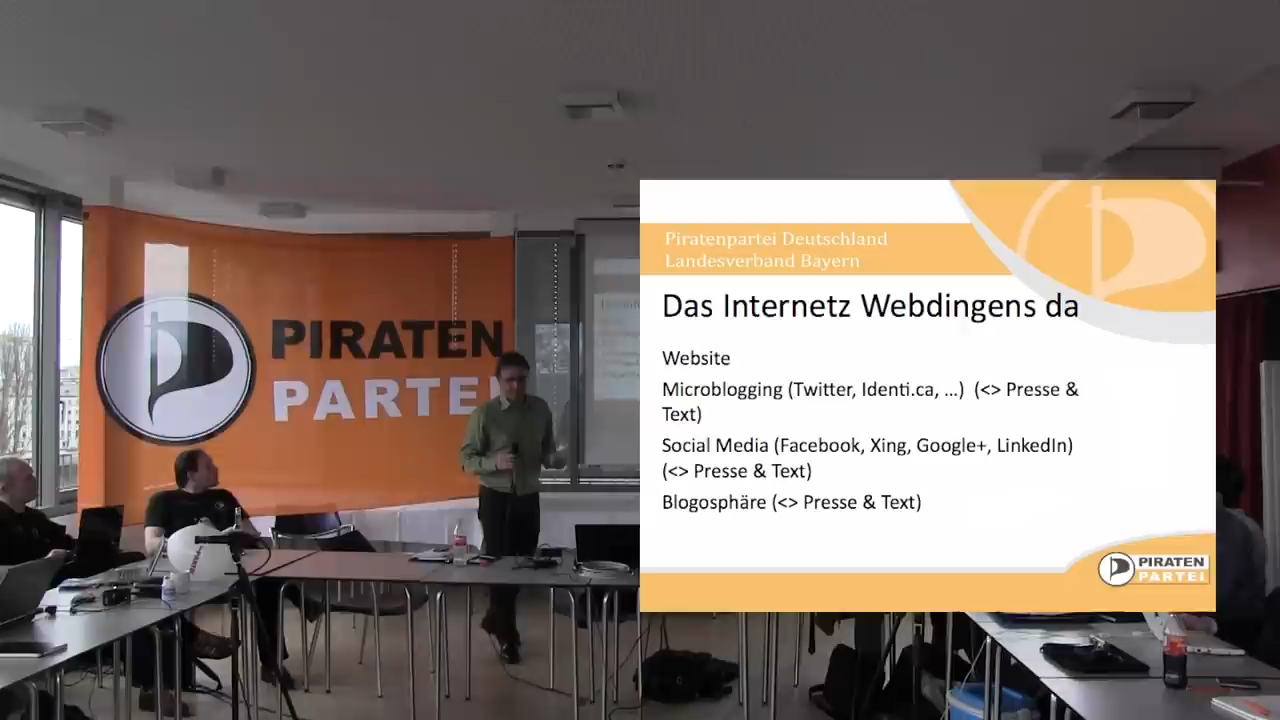 PIRATEN
PARTEI
Piratenpartei Deutschland
Landesverband Bayern
Das Internetz Webdingens da
Website
Microblogging (Twitter, Identi.ca, ...) (<> Presse &
Text)
Social Media (Facebook, Xing, Google+, LinkedIn)
(<> Presse & Text)
Blogosphäre (<> Presse & Text)
PIRATEN
PARTEI